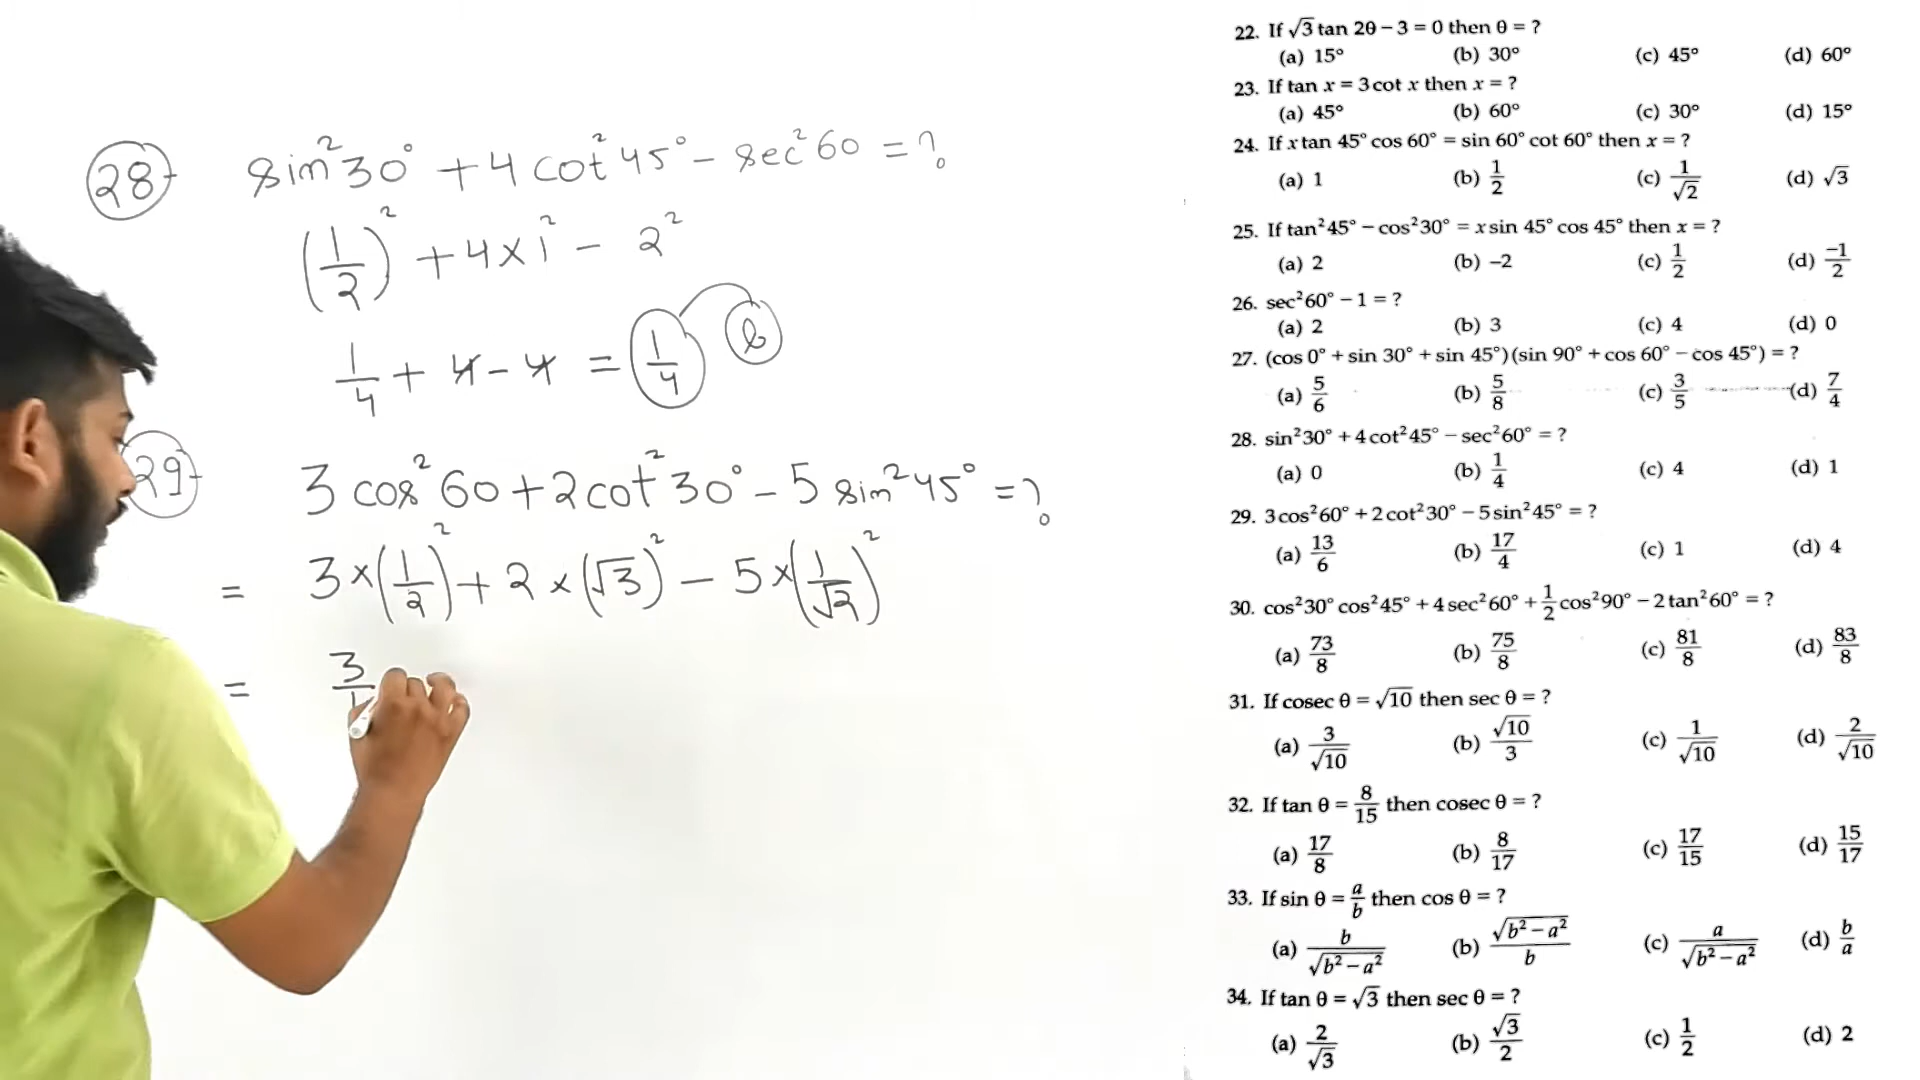 28 sin²30° + 4 cot²45° - sec²60 = ?
(1/2)² + 4×1² - 2²
1/4 + 4 - 4 = 1/4 b
29 3 cos²60 + 2 cot²30° - 5 sin²45° = ?
= 3×(1/2)² + 2×(√3)² - 5×(1/√2)²
= 3/
22. If √3 tan 2θ – 3 = 0 then θ = ?
(a) 15° (b) 30° (c) 45° (d) 60°
23. If tan x = 3 cot x then x = ?
(a) 45° (b) 60° (c) 30° (d) 15°
24. If x tan 45° cos 60° = sin 60° cot 60° then x = ?
(a) 1 (b) 1/2 (c) 1/√2 (d) √3
25. If tan²45° – cos²30° = x sin 45° cos 45° then x = ?
(a) 2 (b) –2 (c) 1/2 (d) –1/2
26. sec²60° – 1 = ?
(a) 2 (b) 3 (c) 4 (d) 0
27. (cos 0° + sin 30° + sin 45°)(sin 90° + cos 60° – cos 45°) = ?
(a) 5/6 (b) 5/8 (c) 3/5 (d) 7/4
28. sin²30° + 4 cot²45° – sec²60° = ?
(a) 0 (b) 1/4 (c) 4 (d) 1
29. 3 cos²60° + 2 cot²30° – 5 sin²45° = ?
(a) 13/6 (b) 17/4 (c) 1 (d) 4
30. cos²30° cos²45° + 4 sec²60° + 1/2 cos²90° – 2 tan²60° = ?
(a) 73/8 (b) 75/8 (c) 81/8 (d) 83/8
31. If cosec θ = √10 then sec θ = ?
(a) 3/√10 (b) √10/3 (c) 1/√10 (d) 2/√10
32. If tan θ = 8/15 then cosec θ = ?
(a) 17/8 (b) 8/17 (c) 17/15 (d) 15/17
33. If sin θ = a/b then cos θ = ?
(a) b/√(b² – a²) (b) √(b² – a²)/b (c) a/√(b² – a²) (d) b/a
34. If tan θ = √3 then sec θ = ?
(a) 2/√3 (b) √3/2 (c) 1/2 (d) 2